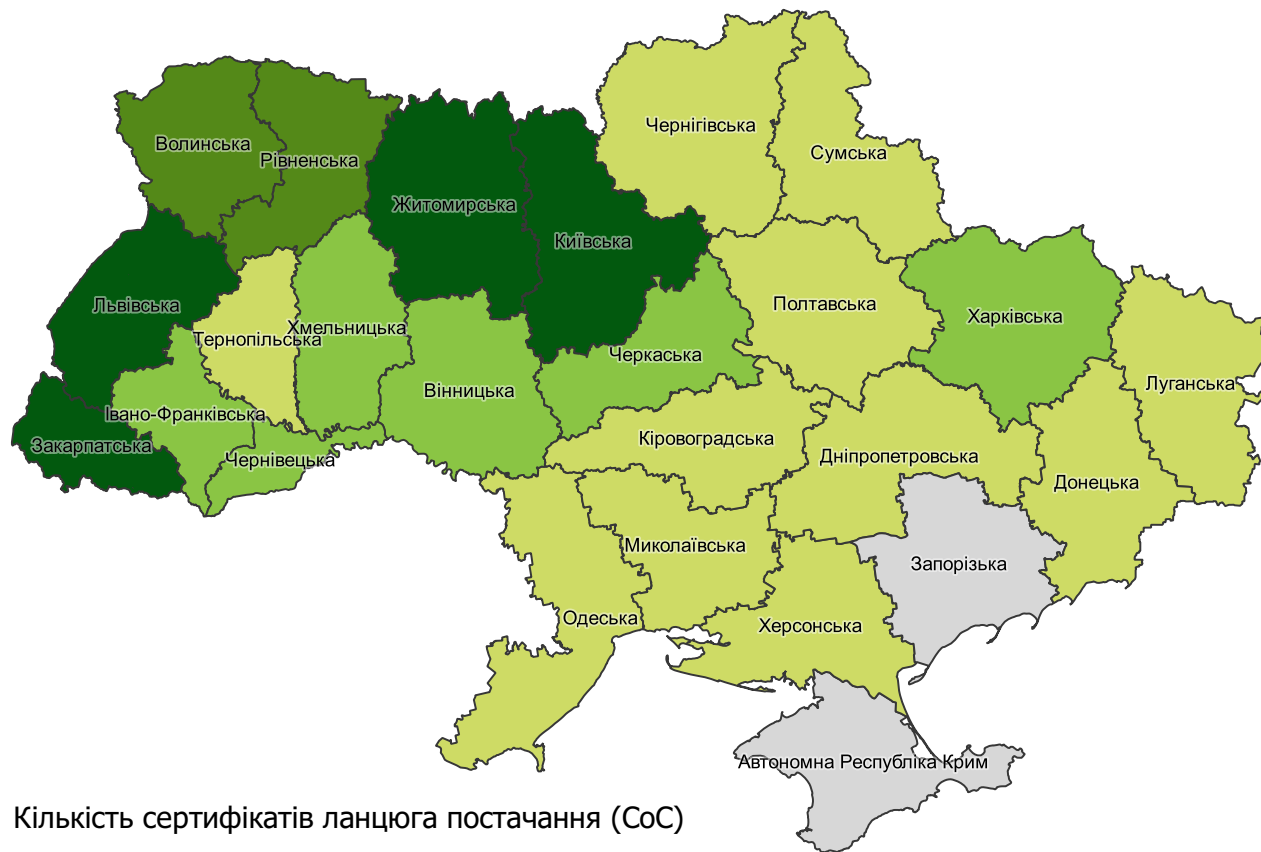 Чернігівська
Сумська
Волинська
Рівненська
Житомирська
Київська
Львівська
Тернопільська
Хмельницька
Полтавська
Харківська
Черкаська
Вінницька
Луганська
Івано-Франківська
Закарпатська
Чернівецька
Кіровоградська
Дніпропетровська
Донецька
Миколаївська
Запорізька
Одеська
Херсонська
Автономна Республіка Крим
Кількість сертифікатів ланцюга постачання (CoC)